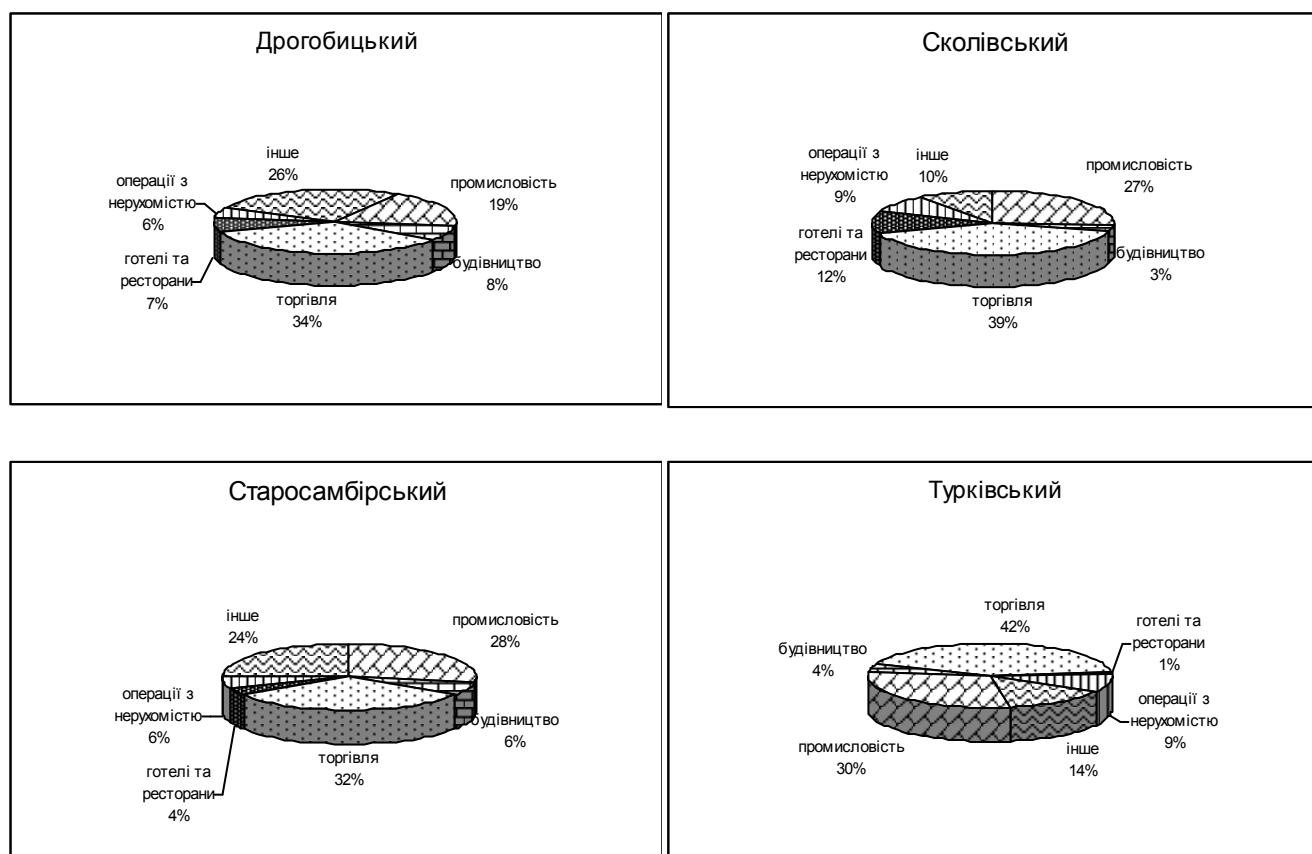 Дрогобицький
інше
26%
операції з
нерухомістю
6%
промисловість
19%
готелі та
ресторани
7%
будівництво
8%
торгівля
34%
Сколівський
операції з
нерухомістю
9%
інше
10%
промисловість
27%
готелі та
ресторани
12%
будівництво
3%
торгівля
39%
Старосамбірський
інше
24%
промисловість
28%
операції з
нерухомістю
6%
будівництво
6%
торгівля
32%
готелі та
ресторани
4%
Турківський
торгівля
42%
готелі та
ресторани
1%
будівництво
4%
операції з
нерухомістю
9%
промисловість
30%
інше
14%